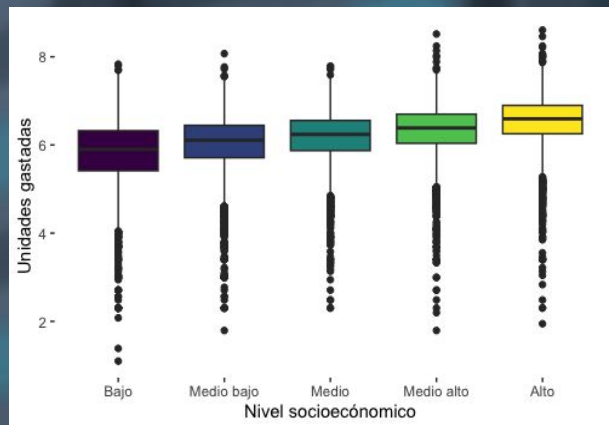 Unidades gastadas
8
6
4
2
Bajo
Medio bajo
Medio
Medio alto
Alto
Nivel socioecónomico